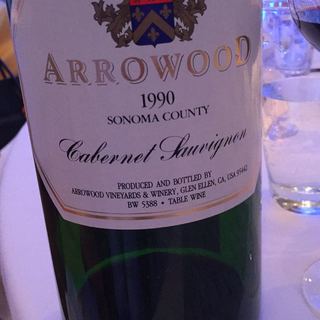 ARROWOOD
1990
SONOMA COUNTY
Cabernet Sauvignon
PRODUCED AND BOTTLED BY
ARROWOOD VINEYARDS & WINERY, GLEN ELLEN, CA, USA 95442
BW 5388 • TABLE WINE